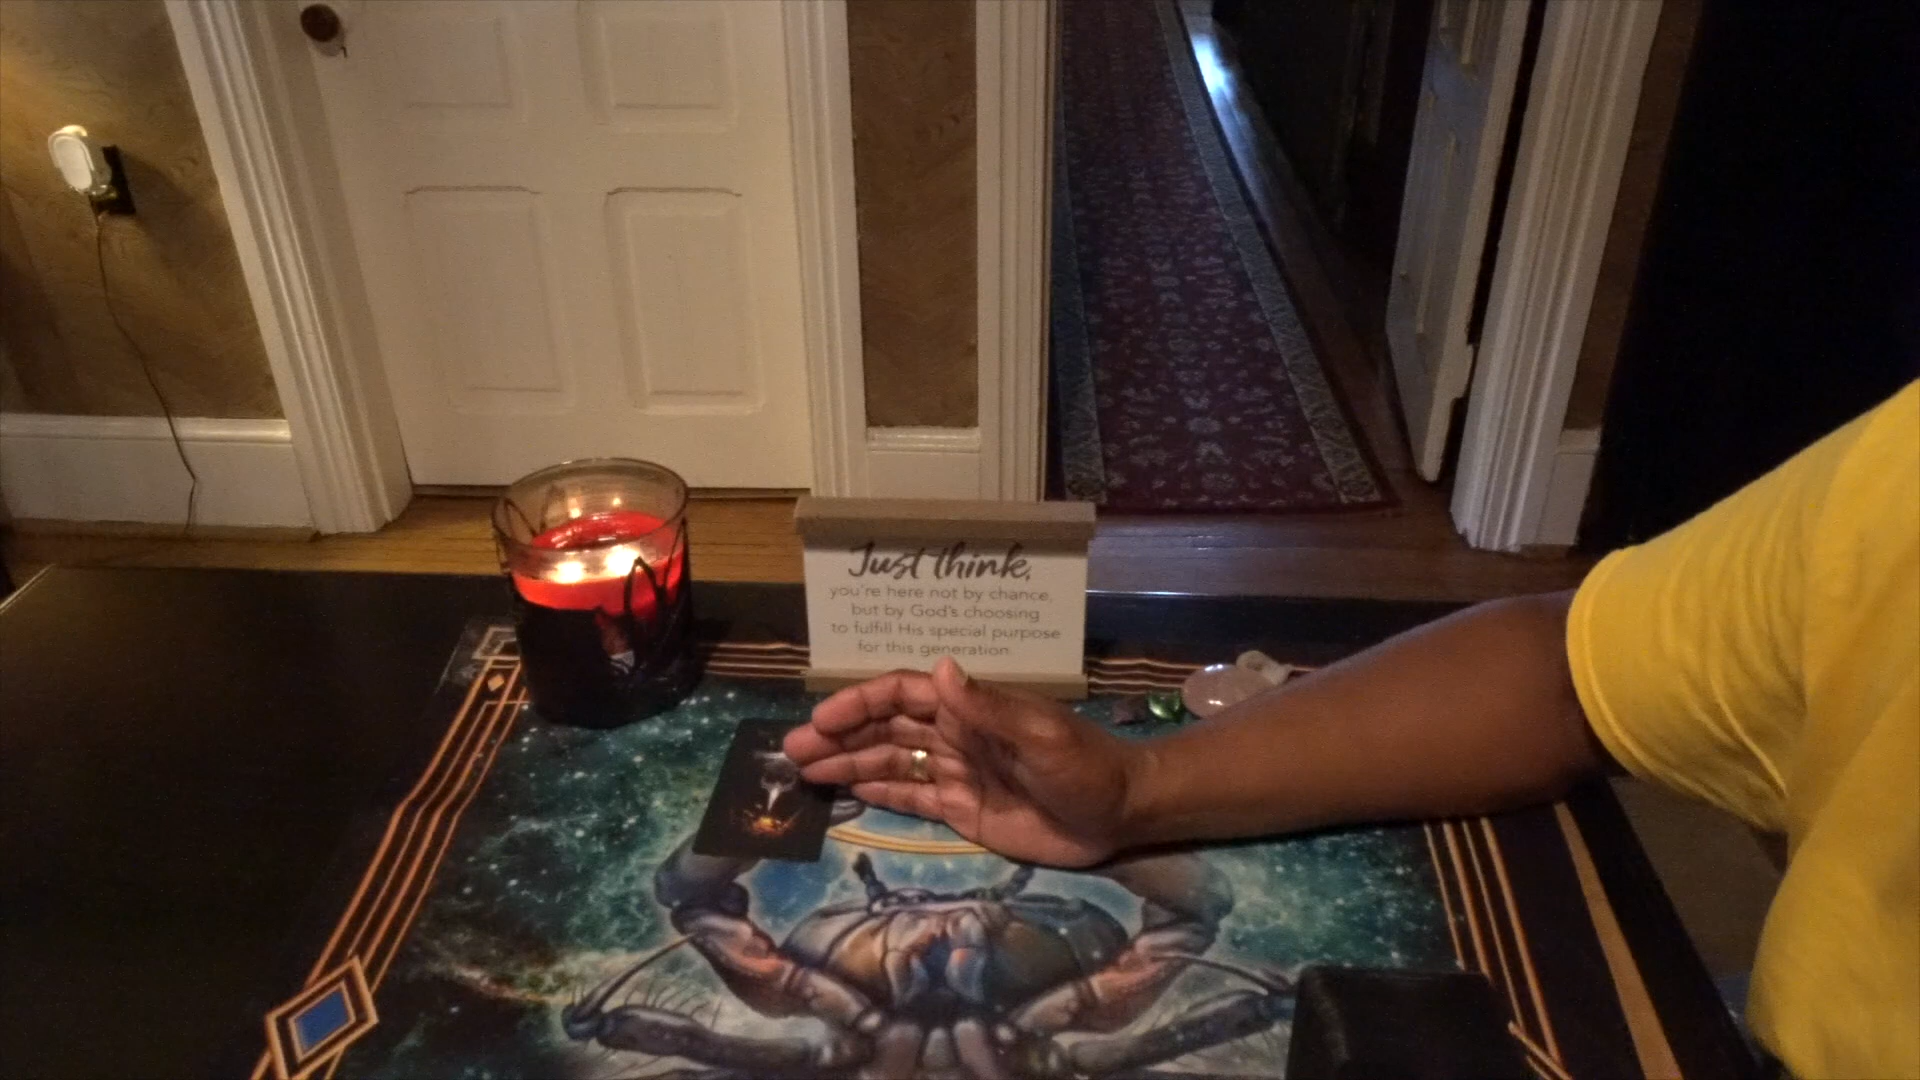 Just think,
you're here not by chance,
but by God's choosing
to fulfill His special purpose
for this generation.